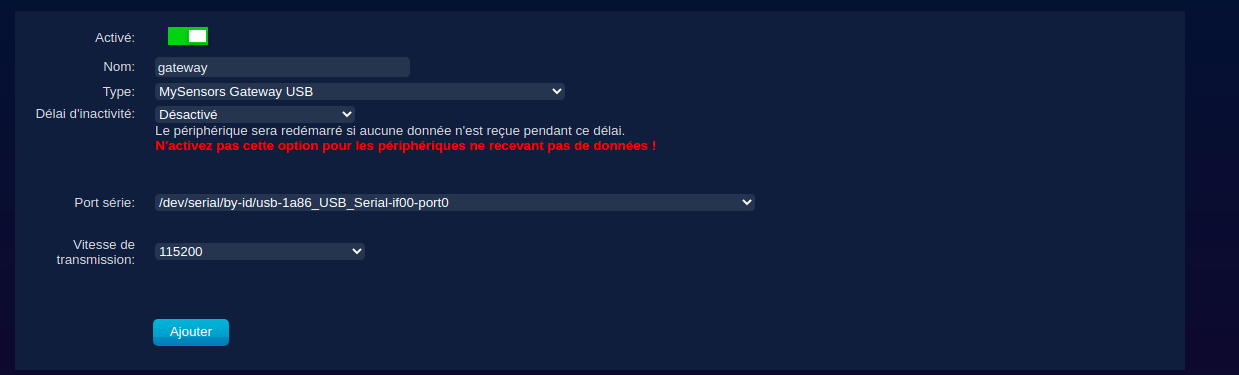 Activé:
Nom: gateway
Type: MySensors Gateway USB
Délai d'inactivité: Désactivé
Le périphérique sera redémarré si aucune donnée n'est reçue pendant ce délai.
N'activez pas cette option pour les périphériques ne recevant pas de données !
Port série: /dev/serial/by-id/usb-1a86_USB_Serial-if00-port0
Vitesse de
transmission: 115200
Ajouter